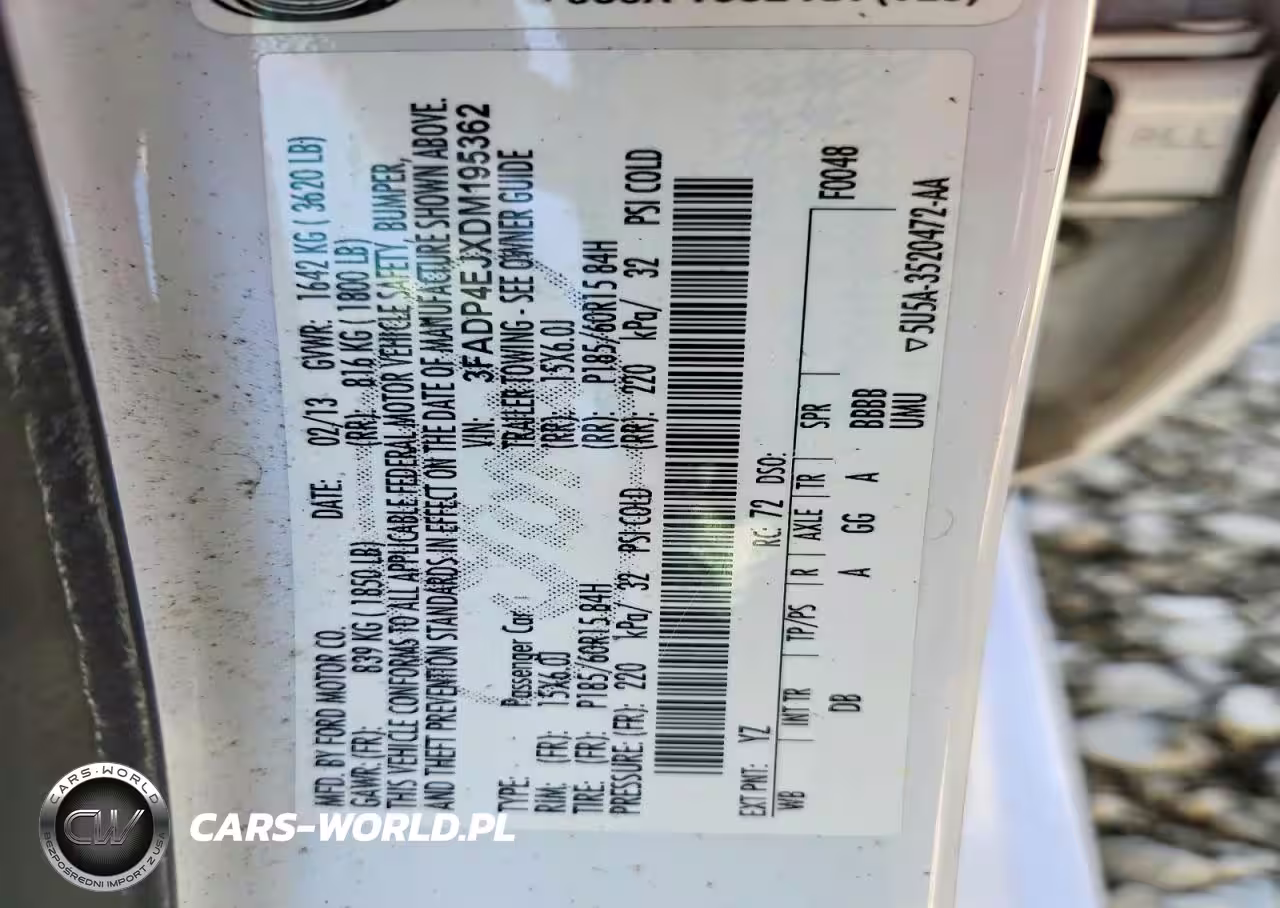 MFD. BY FORD MOTOR CO. DATE: 02/13 GVWR: 1642 KG ( 3620 LB)
GAWR: (FR): 839 KG ( 1850 LB) (RR): 816 KG ( 1800 LB)
THIS VEHICLE CONFORMS TO ALL APPLICABLE FEDERAL MOTOR VEHICLE SAFETY, BUMPER,
AND THEFT PREVENTION STANDARDS IN EFFECT ON THE DATE OF MANUFACTURE SHOWN ABOVE.
VIN: 3FADP4EJXDM195362
TYPE: Passenger Car TRAILER TOWING - SEE OWNER GUIDE
RIM: (FR): 15X6.0J (RR): 15X6.0J
TIRE: (FR): P185/60R15 84H (RR): P185/60R15 84H
PRESSURE: (FR): 220 kPa/ 32 PSI COLD (RR): 220 kPa/ 32 PSI COLD
EXT PNT: YZ RC: 72 DSO:
WB INT TR TP/PS R AXLE TR SPR F0048
DB A GG A BBBB
UMU
▽5U5A-3520472-AA
PULL
CARS-WORLD
CW
BEZPOŚREDNI IMPORT Z USA
CARS-WORLD.PL